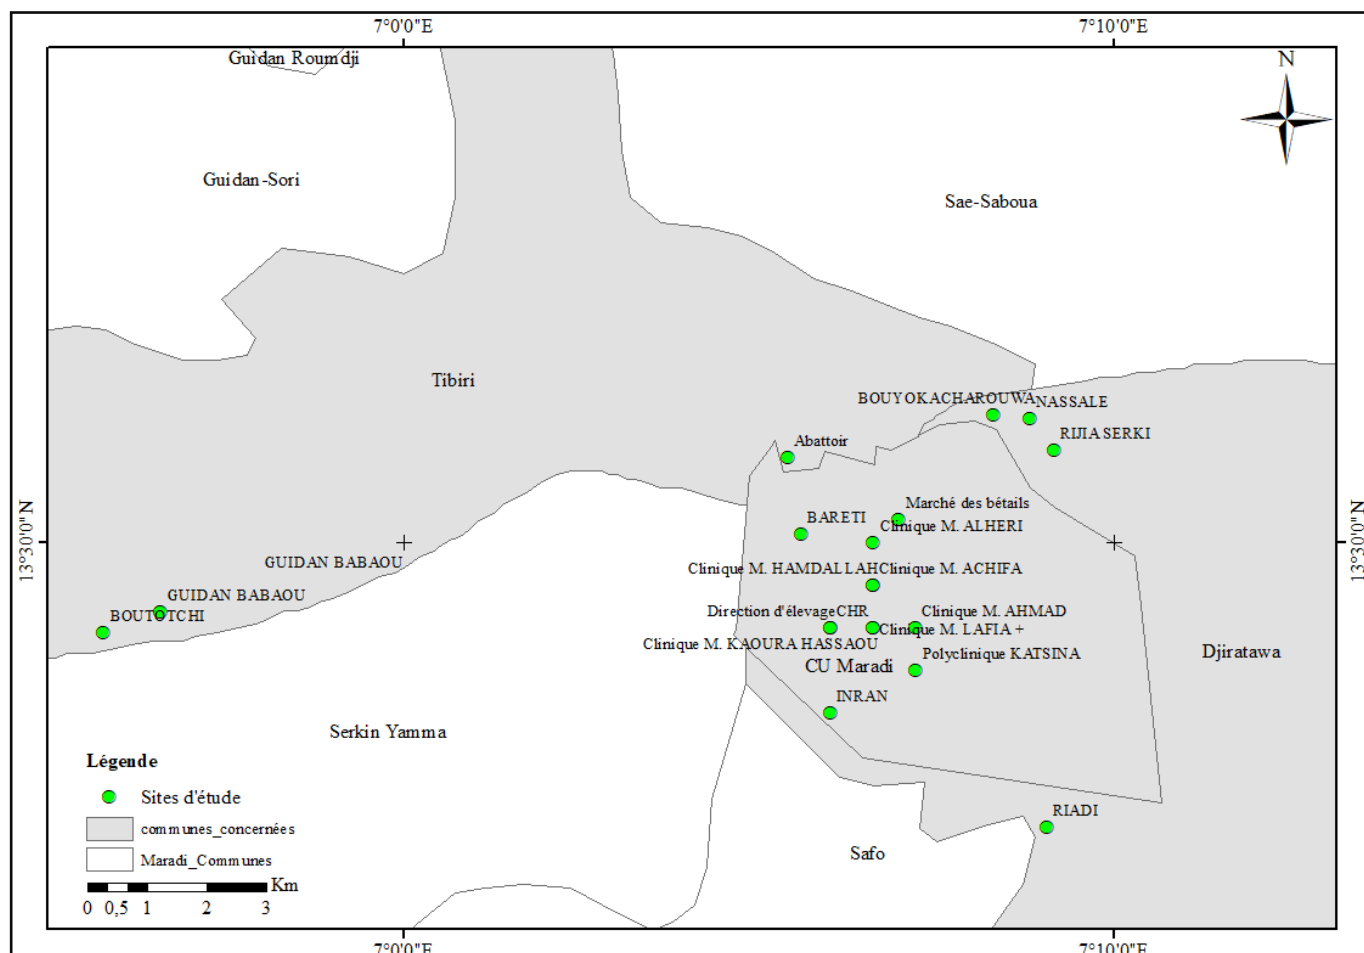 7°0'0"E
7°10'0"E
Guidan Roumdji
N
Guidan-Sori
Sae-Saboua
Tibiri
BOUYOKACHAROUWA
NASSALE
RIJIA SERKI
Abattoir
Marché des bétails
BARETI
Clinique M. ALHERI
13°30'0"N
13°30'0"N
GUIDAN BABAOU
Clinique M. HAMDALLAH
Clinique M. ACHIFA
GUIDAN BABAOU
BOUTOTCHI
Direction d'élevage
CHR
Clinique M. AHMAD
Clinique M. LAFIA +
Clinique M. KAOURA HASSAOU
Polyclinique KATSINA
CU Maradi
Djiratawa
INRAN
Serkin Yamma
Légende
Sites d'étude
communes_concernées
Maradi_Communes
Km
0 0,5 1 2 3
RIADI
Safo
7°0'0"E
7°10'0"E